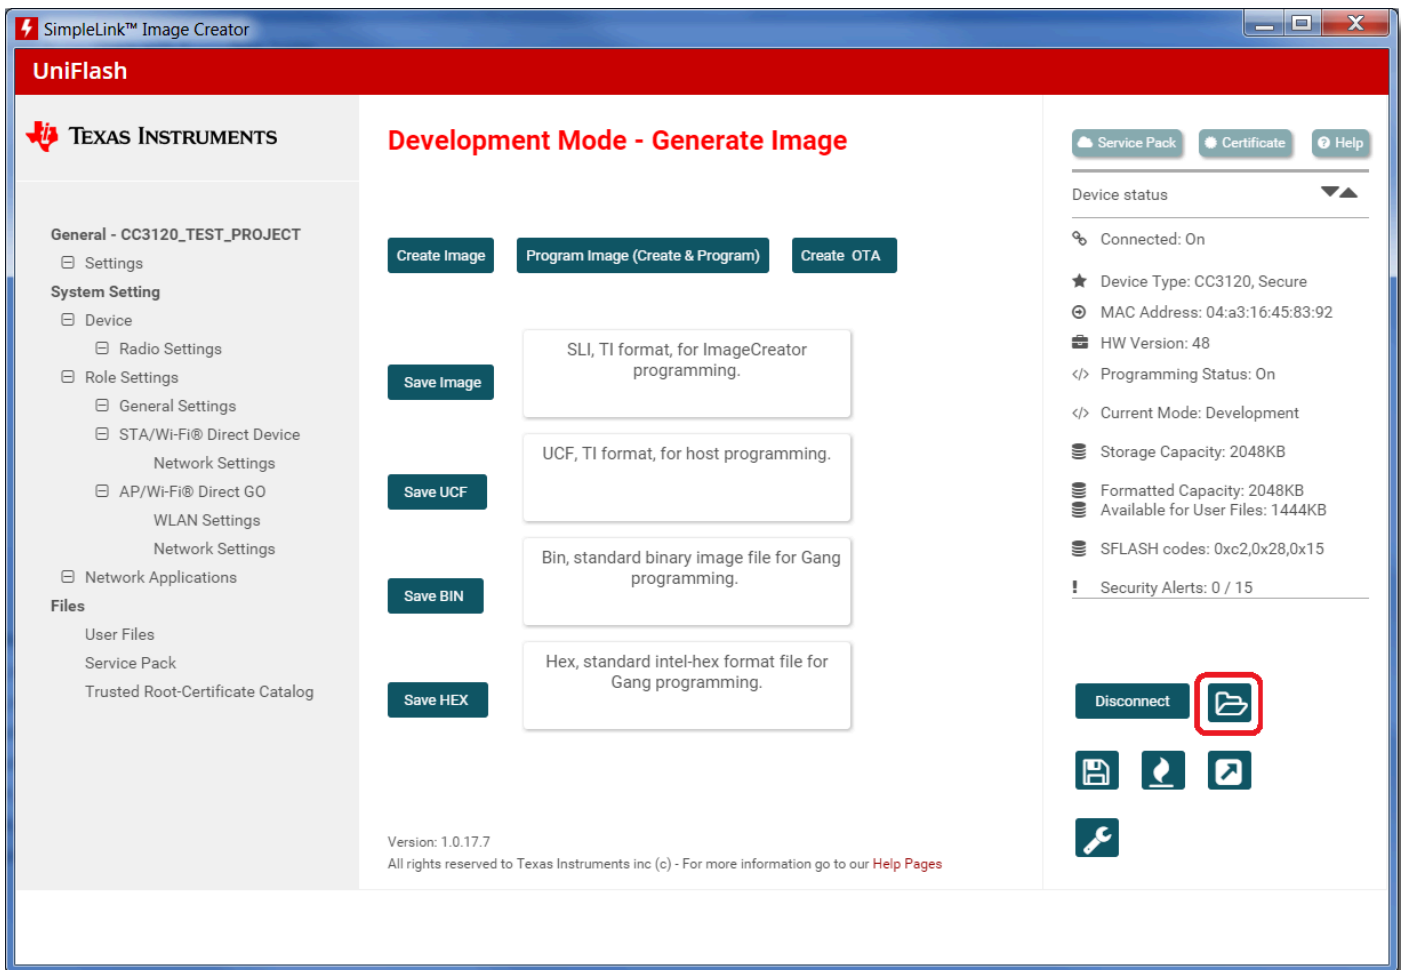 SimpleLink™ Image Creator
UniFlash
TEXAS INSTRUMENTS
General - CC3120_TEST_PROJECT
Settings
System Setting
Device
Radio Settings
Role Settings
General Settings
STA/Wi-Fi® Direct Device
Network Settings
AP/Wi-Fi® Direct GO
WLAN Settings
Network Settings
Network Applications
Files
User Files
Service Pack
Trusted Root-Certificate Catalog
Development Mode - Generate Image
Create Image
Program Image (Create & Program)
Create OTA
Save Image
SLI, TI format, for ImageCreator
programming.
Save UCF
UCF, TI format, for host programming.
Save BIN
Bin, standard binary image file for Gang
programming.
Save HEX
Hex, standard intel-hex format file for
Gang programming.
Version: 1.0.17.7
All rights reserved to Texas Instruments inc (c) - For more information go to our Help Pages
Service Pack
Certificate
Help
Device status
Connected: On
Device Type: CC3120, Secure
MAC Address: 04:a3:16:45:83:92
HW Version: 48
</> Programming Status: On
</> Current Mode: Development
Storage Capacity: 2048KB
Formatted Capacity: 2048KB
Available for User Files: 1444KB
SFLASH codes: 0xc2,0x28,0x15
! Security Alerts: 0 / 15
Disconnect